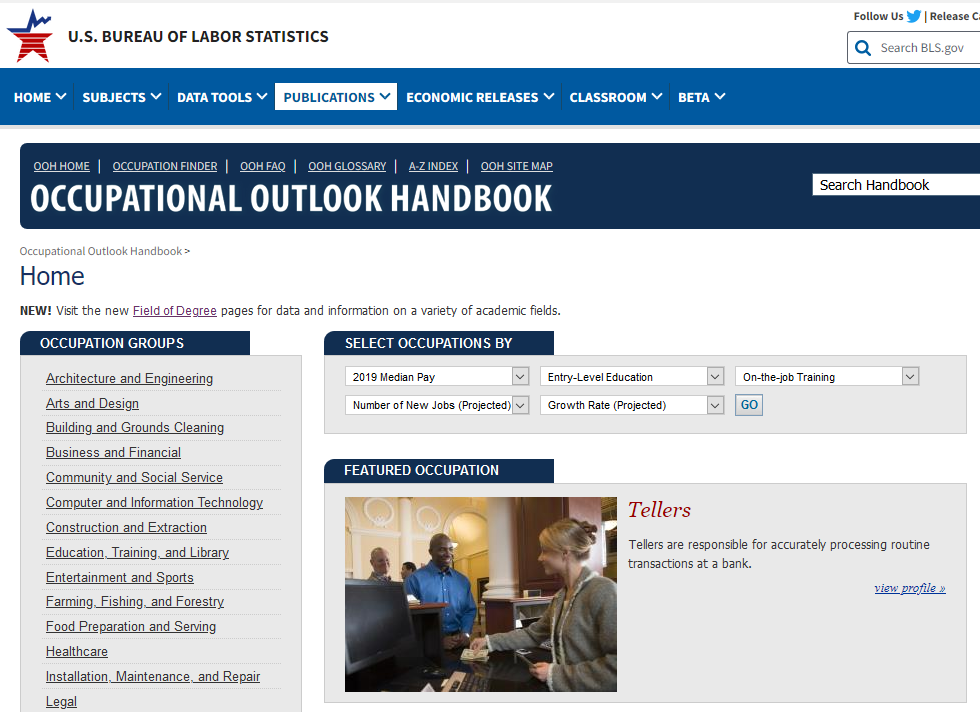 U.S. BUREAU OF LABOR STATISTICS
Follow Us | Release
Search BLS.gov
HOME SUBJECTS DATA TOOLS PUBLICATIONS ECONOMIC RELEASES CLASSROOM BETA
OOH HOME | OCCUPATION FINDER | OOH FAQ | OOH GLOSSARY | A-Z INDEX | OOH SITE MAP
OCCUPATIONAL OUTLOOK HANDBOOK
Search Handbook
Occupational Outlook Handbook >
Home
NEW! Visit the new Field of Degree pages for data and information on a variety of academic fields.
OCCUPATION GROUPS
Architecture and Engineering
Arts and Design
Building and Grounds Cleaning
Business and Financial
Community and Social Service
Computer and Information Technology
Construction and Extraction
Education, Training, and Library
Entertainment and Sports
Farming, Fishing, and Forestry
Food Preparation and Serving
Healthcare
Installation, Maintenance, and Repair
Legal
SELECT OCCUPATIONS BY
2019 Median Pay Entry-Level Education On-the-job Training
Number of New Jobs (Projected) Growth Rate (Projected) GO
FEATURED OCCUPATION
Tellers
Tellers are responsible for accurately processing routine
transactions at a bank.
view profile »